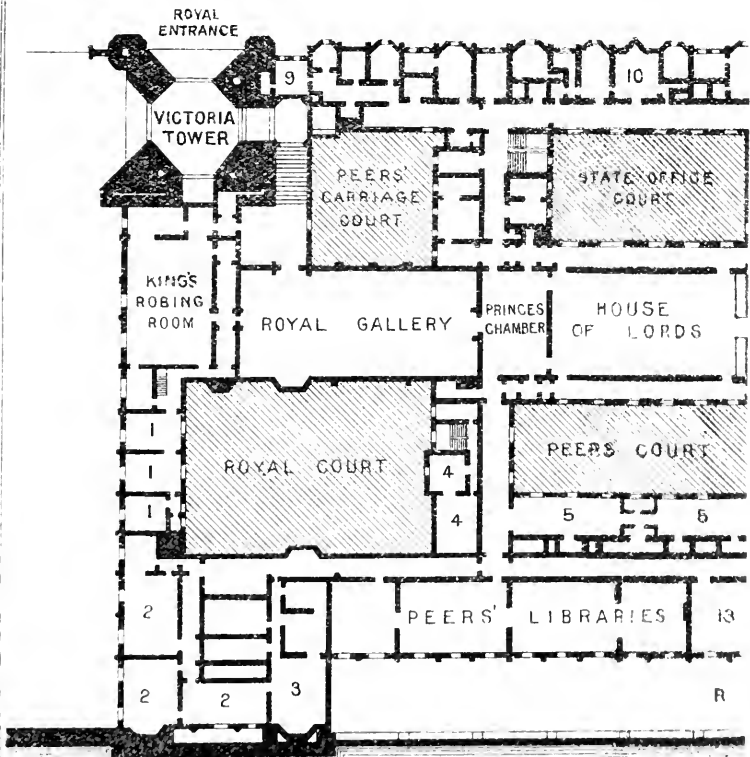 ROYAL
ENTRANCE
9
10
VICTORIA
TOWER
PEERS'
CARRIAGE
COURT
STATE OFFICE
COURT
KING'S
ROBING
ROOM
ROYAL GALLERY
PRINCES
CHAMBER
HOUSE
OF LORDS
1
1
1
ROYAL COURT
4
4
PEERS COURT
5
6
2
2
2
3
PEERS' LIBRARIES
13
R